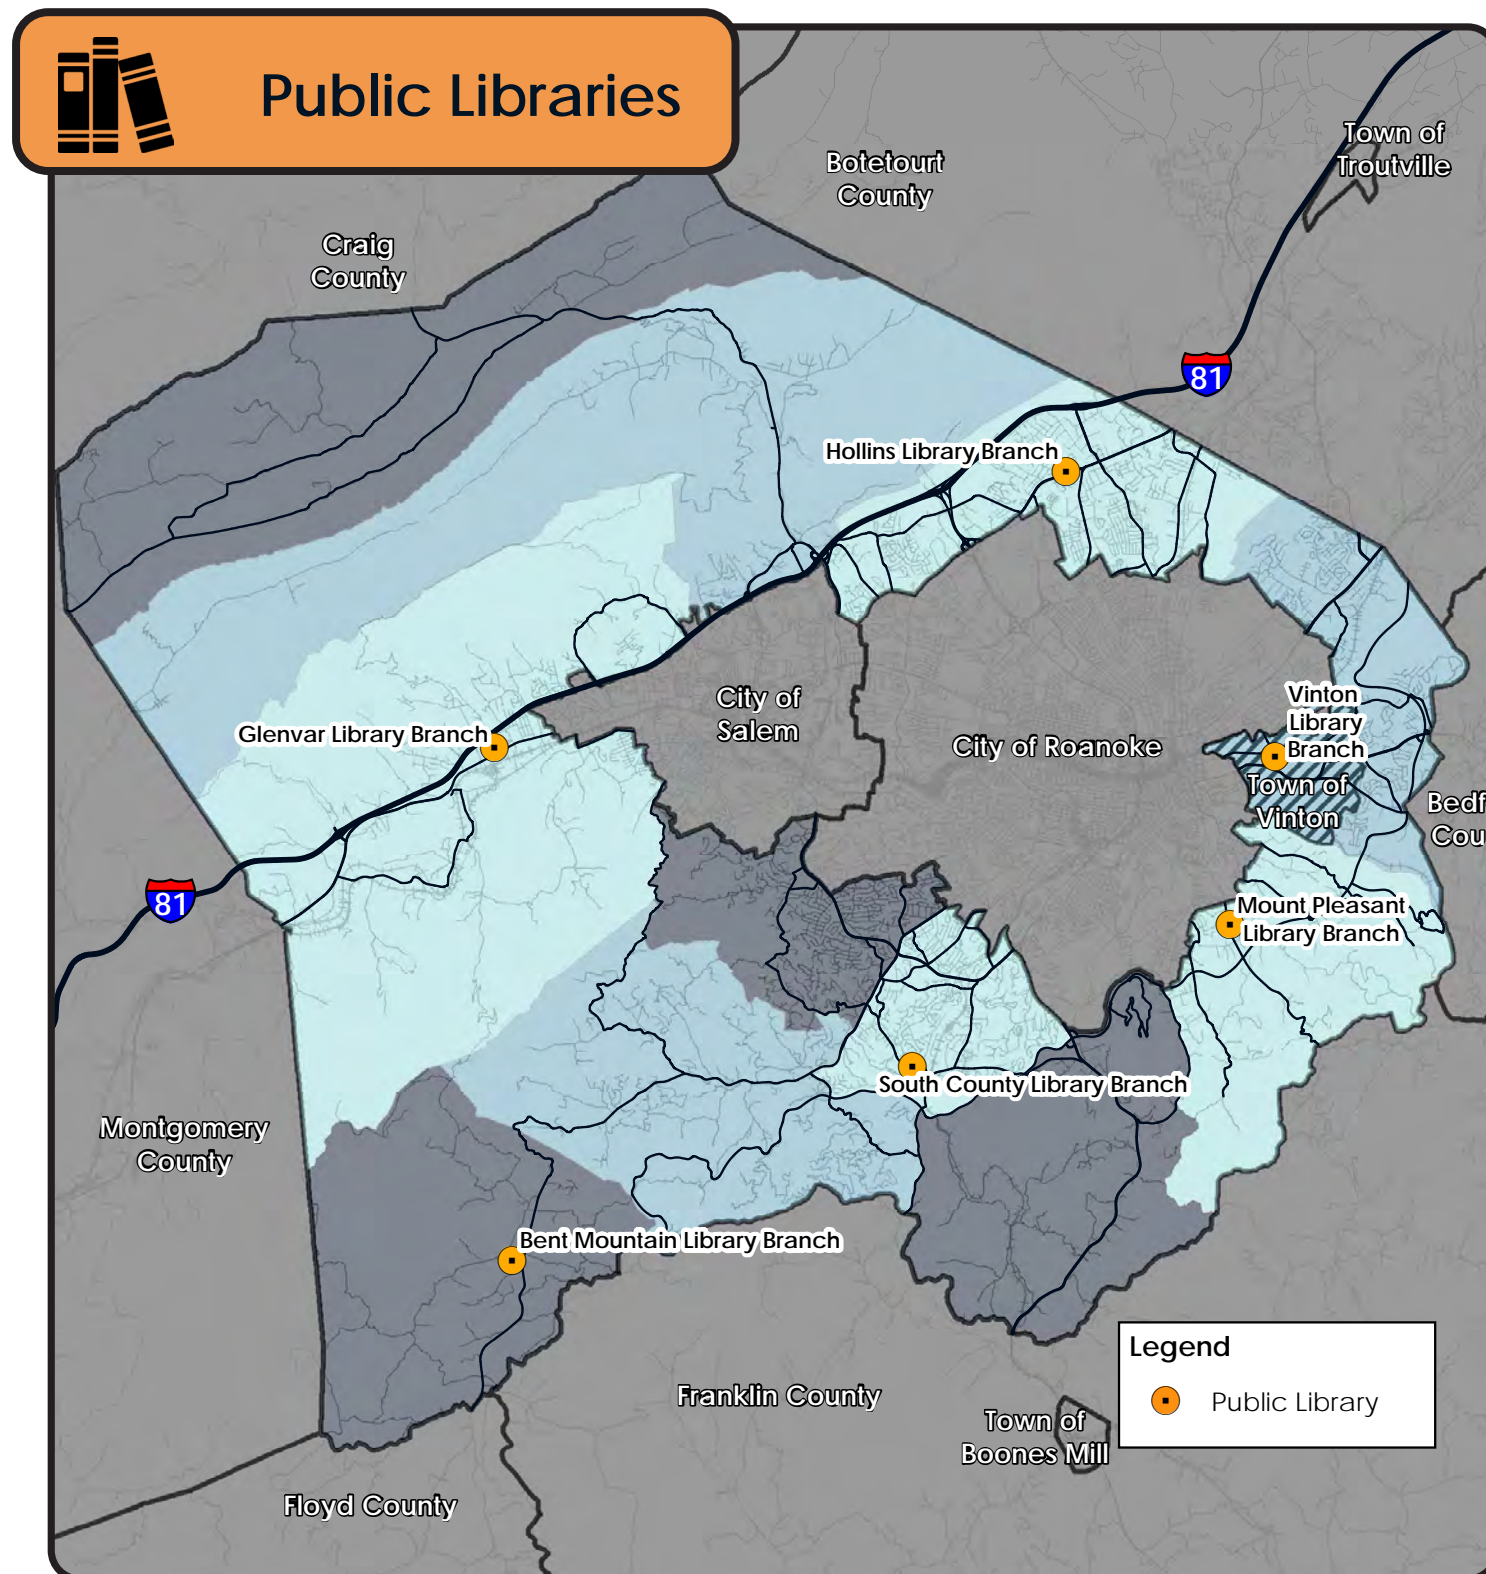 Public Libraries
Botetourt
County
Town of
Troutville
Craig
County
81
Hollins Library Branch
Vinton
Library
Branch
City of
Salem
Glenvar Library Branch
City of Roanoke
Town of
Vinton
Bedf
Cou
81
Mount Pleasant
Library Branch
South County Library Branch
Montgomery
County
Bent Mountain Library Branch
Legend
Public Library
Franklin County
Town of
Boones Mill
Floyd County